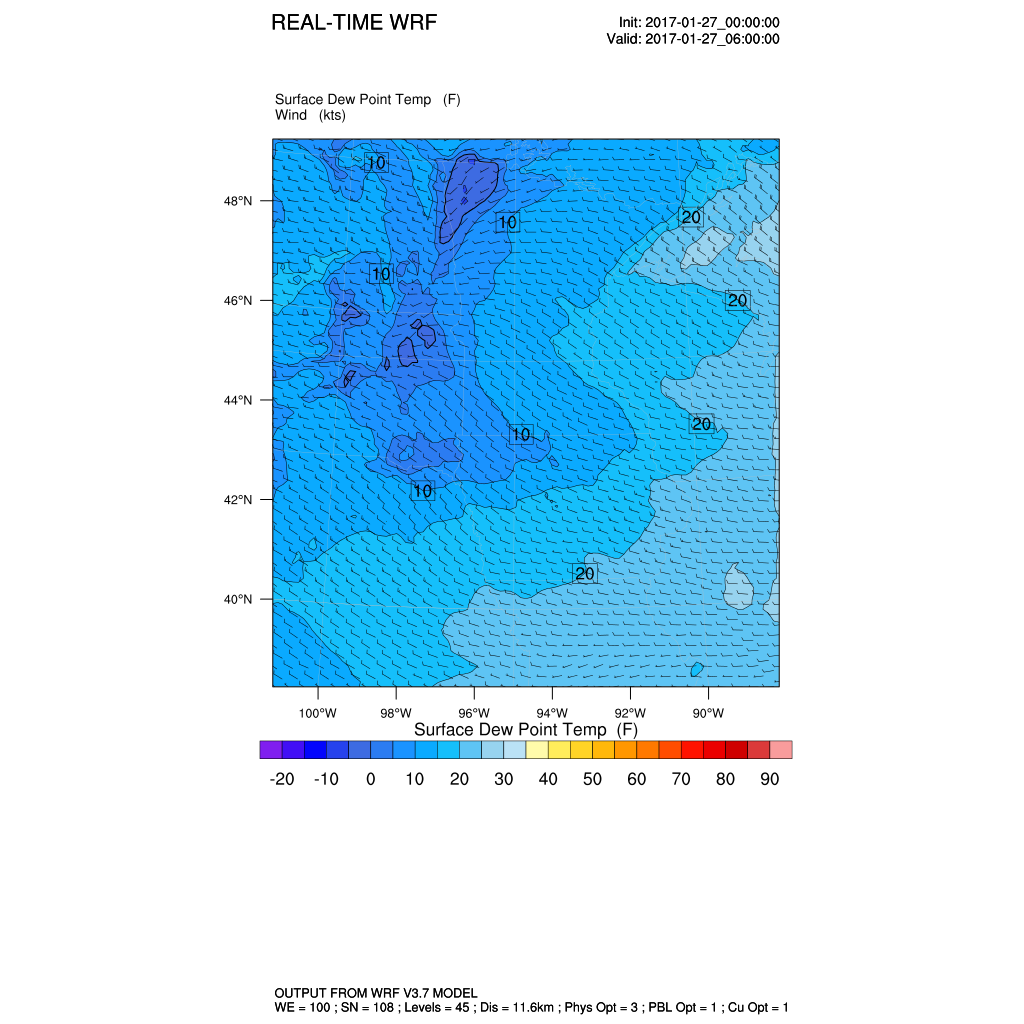 REAL-TIME WRF
Init: 2017-01-27_00:00:00
Valid: 2017-01-27_06:00:00
Surface Dew Point Temp (F)
Wind (kts)
10
48°N
20
10
10
46°N
20
44°N
20
10
10
42°N
20
40°N
100°W 98°W 96°W 94°W 92°W 90°W
Surface Dew Point Temp (F)
-20 -10 0 10 20 30 40 50 60 70 80 90
OUTPUT FROM WRF V3.7 MODEL
WE = 100 ; SN = 108 ; Levels = 45 ; Dis = 11.6km ; Phys Opt = 3 ; PBL Opt = 1 ; Cu Opt = 1